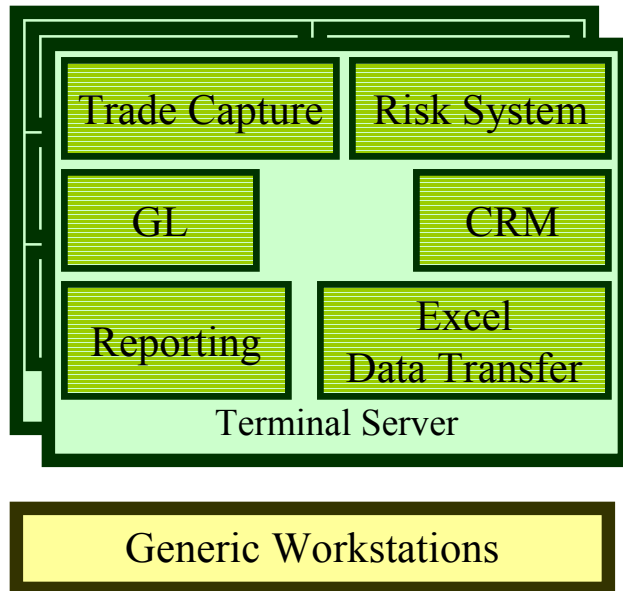 Trade Capture
Risk System
GL
CRM
Reporting
Excel
Data Transfer
Terminal Server
Generic Workstations